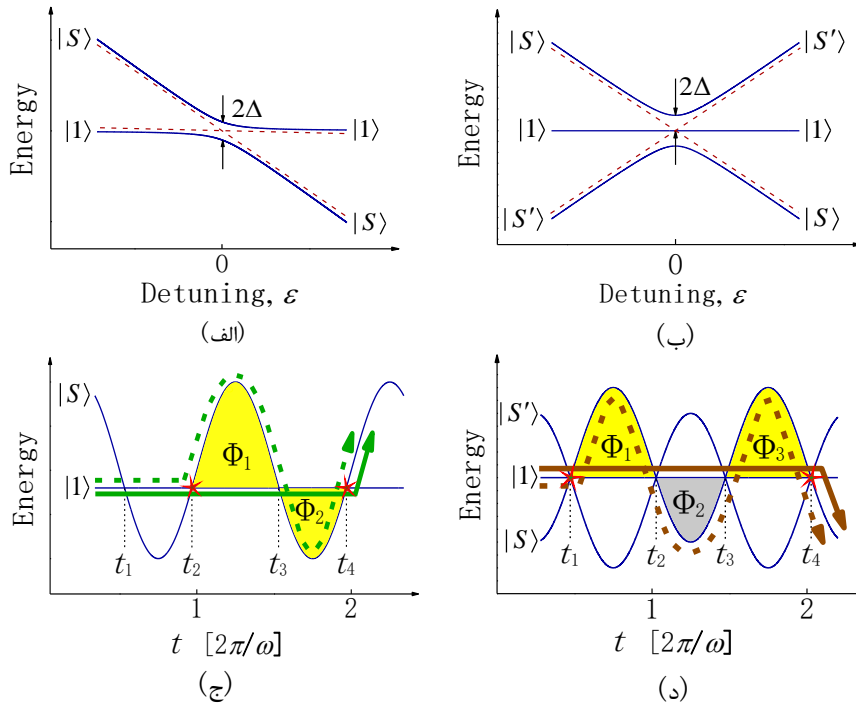 |S⟩
|1⟩
2Δ
|1⟩
|S⟩
Energy
0
Detuning, ε
(الف)
|S⟩
|1⟩
|S′⟩
2Δ
|S′⟩
|1⟩
|S⟩
Energy
0
Detuning, ε
(ب)
|S⟩
|1⟩
Φ₁
Φ₂
t₁
t₂
t₃
t₄
Energy
1
2
t [2π/ω]
(ج)
|S′⟩
|1⟩
|S⟩
Φ₁
Φ₂
Φ₃
t₁
t₂
t₃
t₄
Energy
1
2
t [2π/ω]
(د)